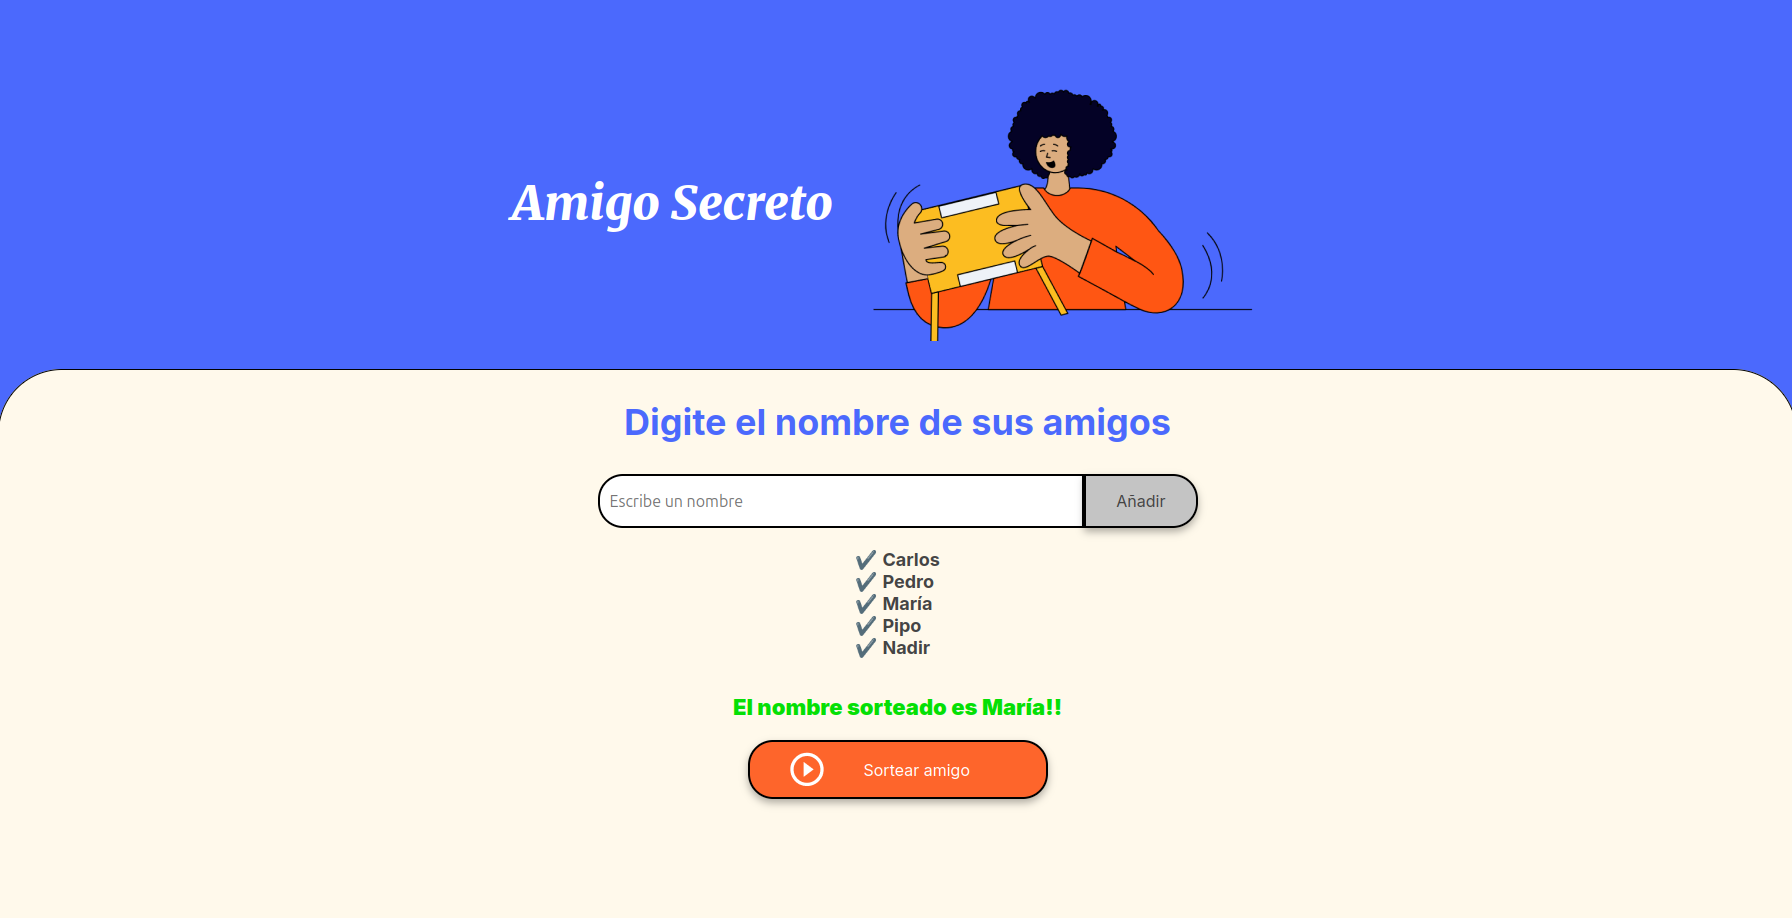 Amigo Secreto
Digite el nombre de sus amigos
Escribe un nombre
Añadir
✔ Carlos
✔ Pedro
✔ María
✔ Pipo
✔ Nadir
El nombre sorteado es María!!
Sortear amigo